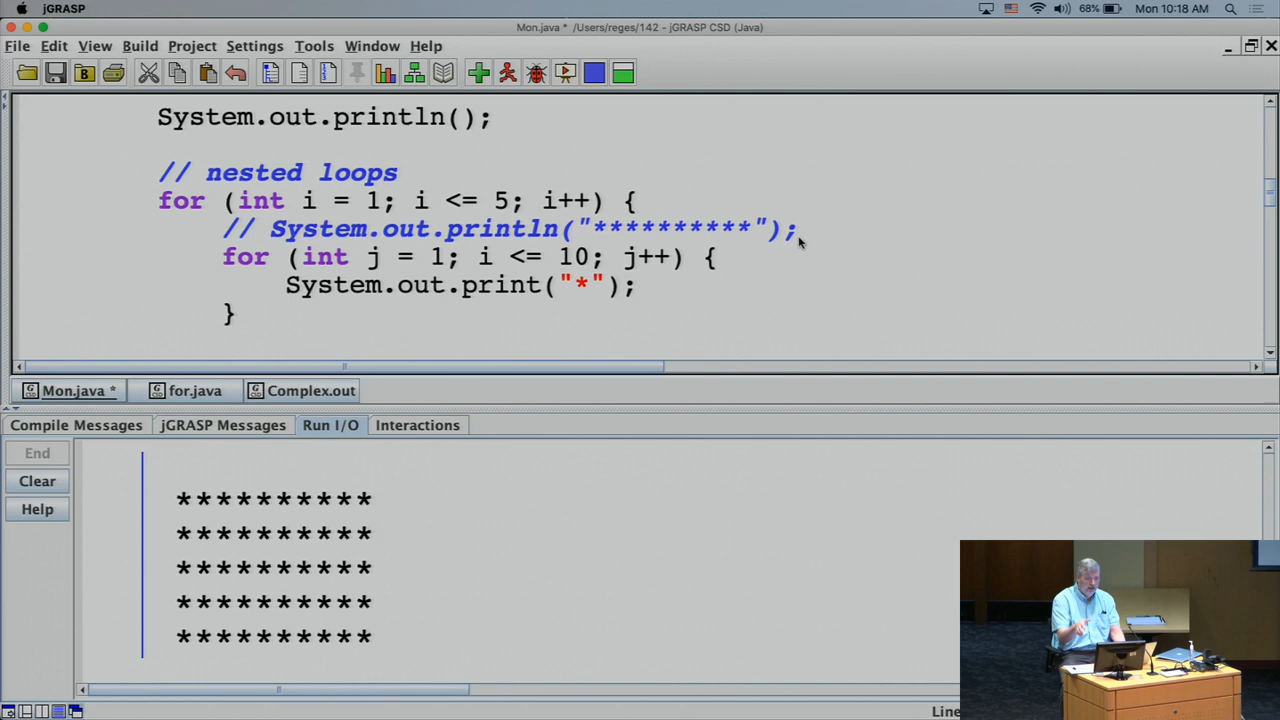 jGRASP
68%
Mon 10:18 AM
Mon.java * /Users/reges/142 - jGRASP CSD (Java)
File Edit View Build Project Settings Tools Window Help
System.out.println();
// nested loops
for (int i = 1; i <= 5; i++) {
// System.out.println("**********");
for (int j = 1; i <= 10; j++) {
System.out.print("*");
}
Mon.java * for.java Complex.out
Compile Messages jGRASP Messages Run I/O Interactions
End
Clear
Help
**********
**********
**********
**********
**********